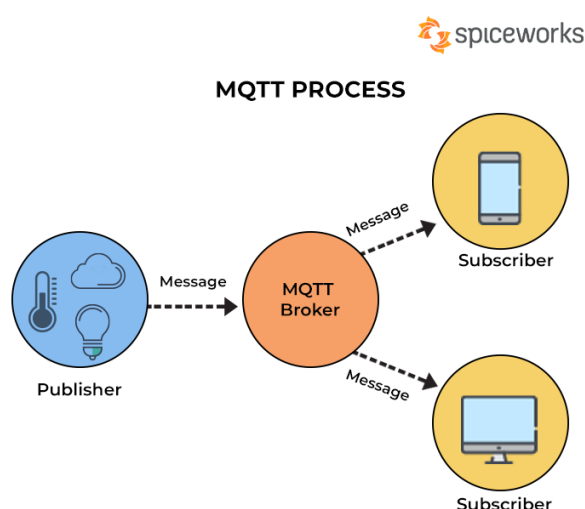 spiceworks
MQTT PROCESS
Message
Subscriber
Message
MQTT
Broker
Publisher
Message
Subscriber